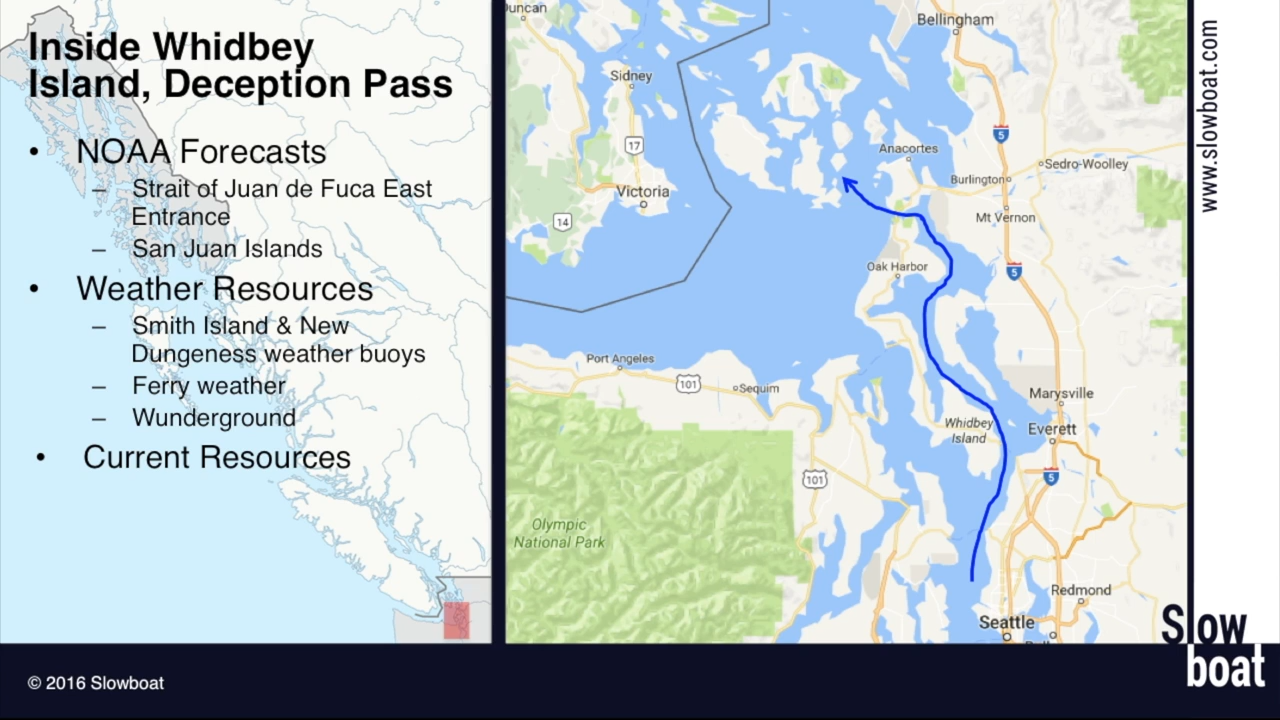 Inside Whidbey
Island, Deception Pass
• NOAA Forecasts
– Strait of Juan de Fuca East
Entrance
– San Juan Islands
• Weather Resources
– Smith Island & New
Dungeness weather buoys
– Ferry weather
– Wunderground
• Current Resources
© 2016 Slowboat
Duncan
Bellingham
Sidney
17
5
Anacortes
Sedro-Woolley
Burlington
Victoria
14
Mt Vernon
Oak Harbor
5
Port Angeles
101
Sequim
Marysville
Whidbey
Island
Everett
101
5
Olympic
National Park
Redmond
Seattle
www.slowboat.com
Slow
boat